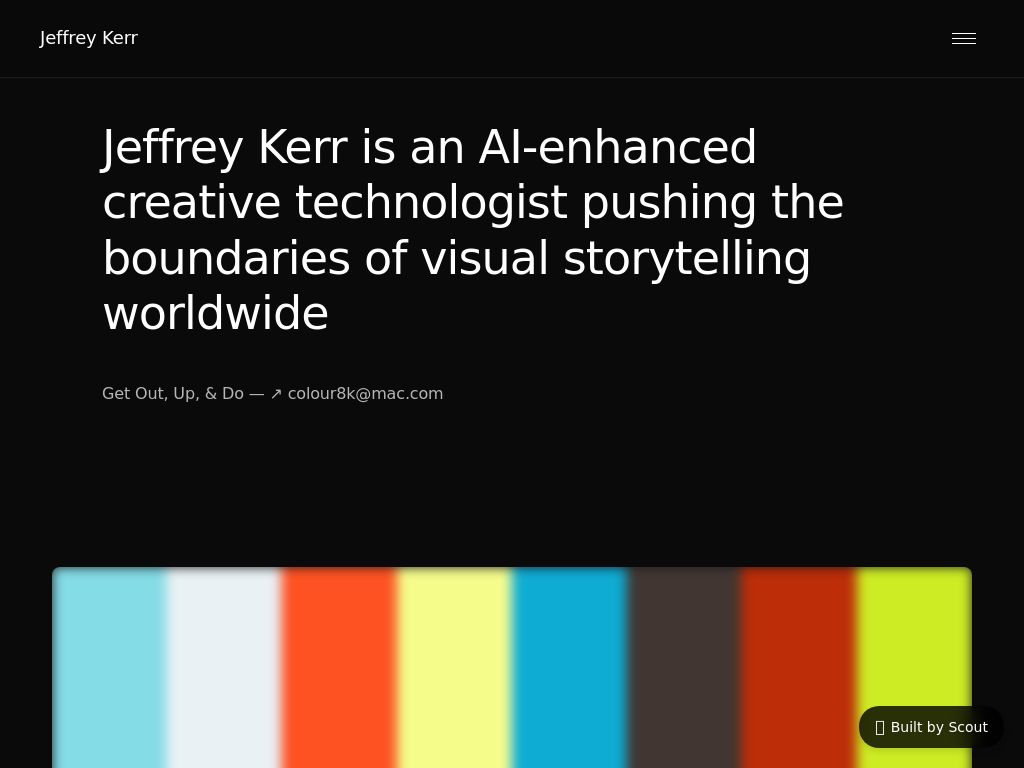 Jeffrey Kerr
Jeffrey Kerr is an AI-enhanced
creative technologist pushing the
boundaries of visual storytelling
worldwide
Get Out, Up, & Do — ↗ colour8k@mac.com
Built by Scout